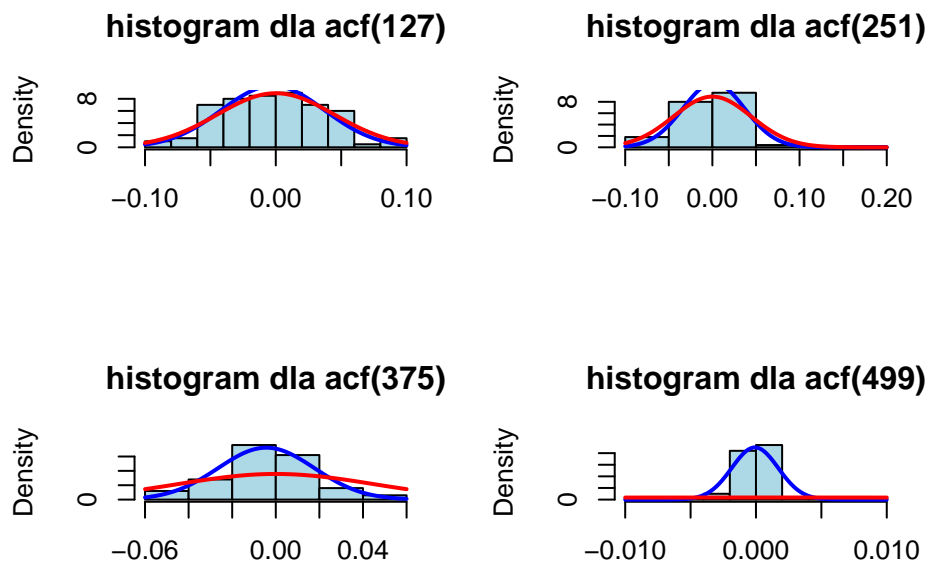 histogram dla acf(127)
Density
0 8
−0.10 0.00 0.10
histogram dla acf(251)
Density
0 8
−0.10 0.00 0.10 0.20
histogram dla acf(375)
Density
0
−0.06 0.00 0.04
histogram dla acf(499)
Density
0
−0.010 0.000 0.010